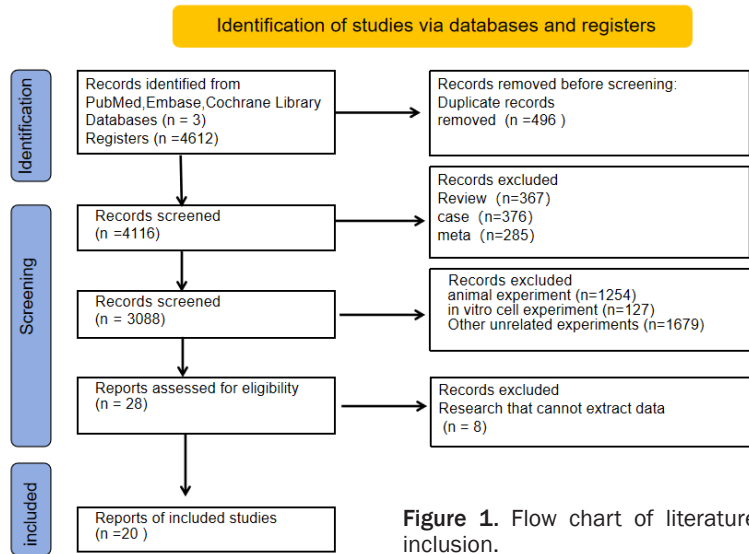 Identification of studies via databases and registers
Identification
Records identified from
PubMed,Embase,Cochrane Library
Databases (n = 3)
Registers (n =4612)
Records removed before screening:
Duplicate records
removed (n =496 )
Screening
Records screened
(n =4116)
Records excluded
Review (n=367)
case (n=376)
meta (n=285)
Records screened
(n = 3088)
Records excluded
animal experiment (n=1254)
in vitro cell experiment (n=127)
Other unrelated experiments (n=1679)
Reports assessed for eligibility
(n = 28)
Records excluded
Research that cannot extract data
(n = 8)
included
Reports of included studies
(n =20 )
Figure 1. Flow chart of literature
inclusion.